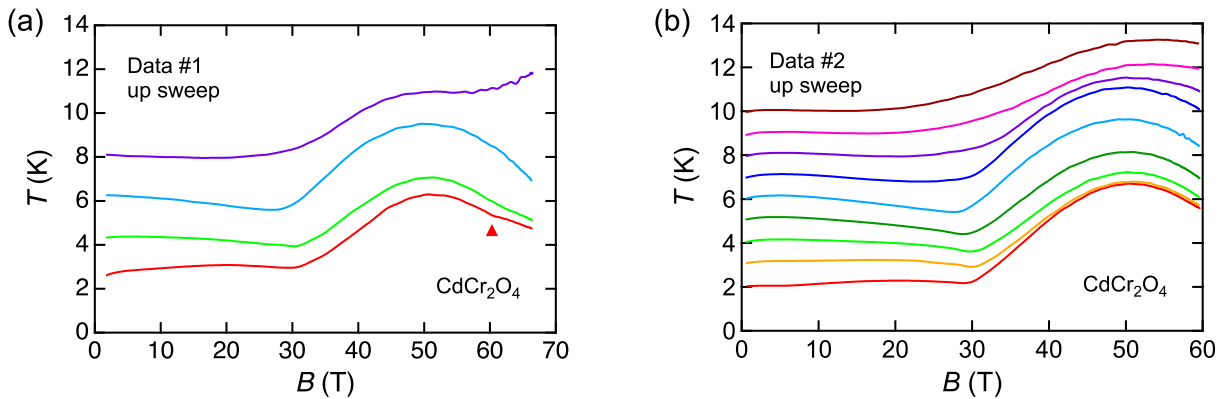 (a)
14
12
10
8
6
4
2
0
T (K)
Data #1
up sweep
CdCr₂O₄
0 10 20 30 40 50 60 70
B (T)
(b)
14
12
10
8
6
4
2
0
T (K)
Data #2
up sweep
CdCr₂O₄
0 10 20 30 40 50 60
B (T)